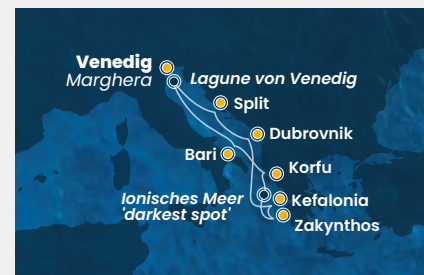 Venedig
Marghera
Lagune von Venedig
Split
Dubrovnik
Bari
Korfu
Ionisches Meer
'darkest spot'
Kefalonia
Zakynthos